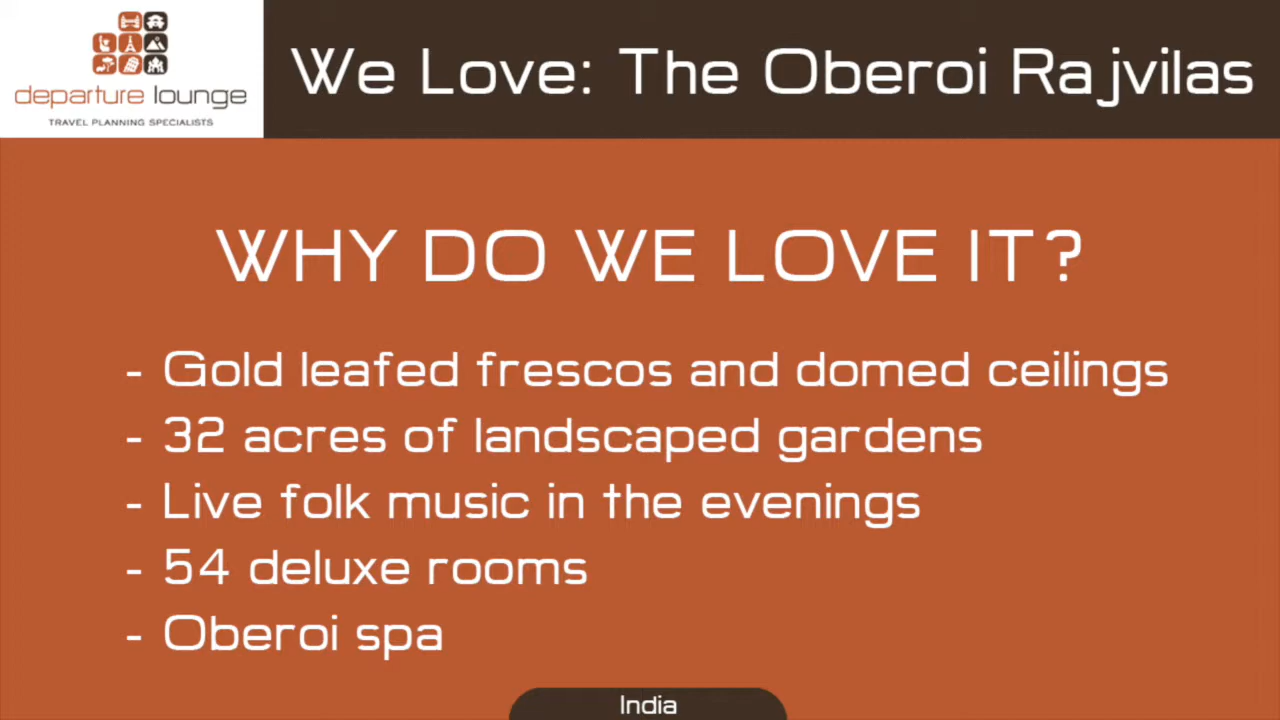 departure lounge
TRAVEL PLANNING SPECIALISTS
We Love: The Oberoi Rajvilas
WHY DO WE LOVE IT?
- Gold leafed frescos and domed ceilings
- 32 acres of landscaped gardens
- Live folk music in the evenings
- 54 deluxe rooms
- Oberoi spa
India